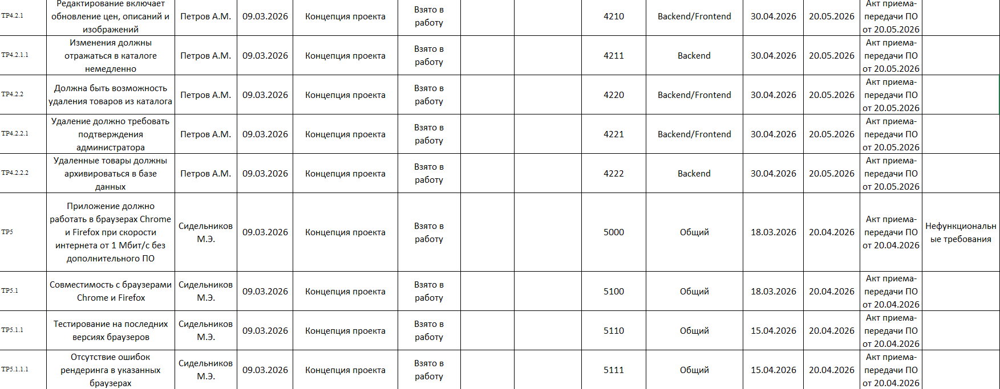 ТР4.2.1
Редактирование включает
обновление цен, описаний и
изображений
Петров А.М.
09.03.2026
Концепция проекта
Взято в
работу
4210
Backend/Frontend
30.04.2026
20.05.2026
Акт приема-
передачи ПО
от 20.05.2026
ТР4.2.1.1
Изменения должны
отражаться в каталоге
немедленно
Петров А.М.
09.03.2026
Концепция проекта
Взято в
работу
4211
Backend
30.04.2026
20.05.2026
Акт приема-
передачи ПО
от 20.05.2026
ТР4.2.2
Должна быть возможность
удаления товаров из каталога
Петров А.М.
09.03.2026
Концепция проекта
Взято в
работу
4220
Backend/Frontend
30.04.2026
20.05.2026
Акт приема-
передачи ПО
от 20.05.2026
ТР4.2.2.1
Удаление должно требовать
подтверждения
администратора
Петров А.М.
09.03.2026
Концепция проекта
Взято в
работу
4221
Backend/Frontend
30.04.2026
20.05.2026
Акт приема-
передачи ПО
от 20.05.2026
ТР4.2.2.2
Удаленные товары должны
архивироваться в базе
данных
Петров А.М.
09.03.2026
Концепция проекта
Взято в
работу
4222
Backend
30.04.2026
20.05.2026
Акт приема-
передачи ПО
от 20.05.2026
ТР5
Приложение должно
работать в браузерах Chrome
и Firefox при скорости
интернета от 1 Мбит/с без
дополнительного ПО
Сидельников
М.Э.
09.03.2026
Концепция проекта
Взято в
работу
5000
Общий
18.03.2026
20.04.2026
Акт приема-
передачи ПО
от 20.04.2026
Нефункциональн
ые требования
ТР5.1
Совместимость с браузерами
Chrome и Firefox
Сидельников
М.Э.
09.03.2026
Концепция проекта
Взято в
работу
5100
Общий
18.03.2026
20.04.2026
Акт приема-
передачи ПО
от 20.04.2026
ТР5.1.1
Тестирование на последних
версиях браузеров
Сидельников
М.Э.
09.03.2026
Концепция проекта
Взято в
работу
5110
Общий
15.04.2026
20.04.2026
Акт приема-
передачи ПО
от 20.04.2026
ТР5.1.1.1
Отсутствие ошибок
рендеринга в указанных
браузерах
Сидельников
М.Э.
09.03.2026
Концепция проекта
Взято в
работу
5111
Общий
15.04.2026
20.04.2026
Акт приема-
передачи ПО
от 20.04.2026